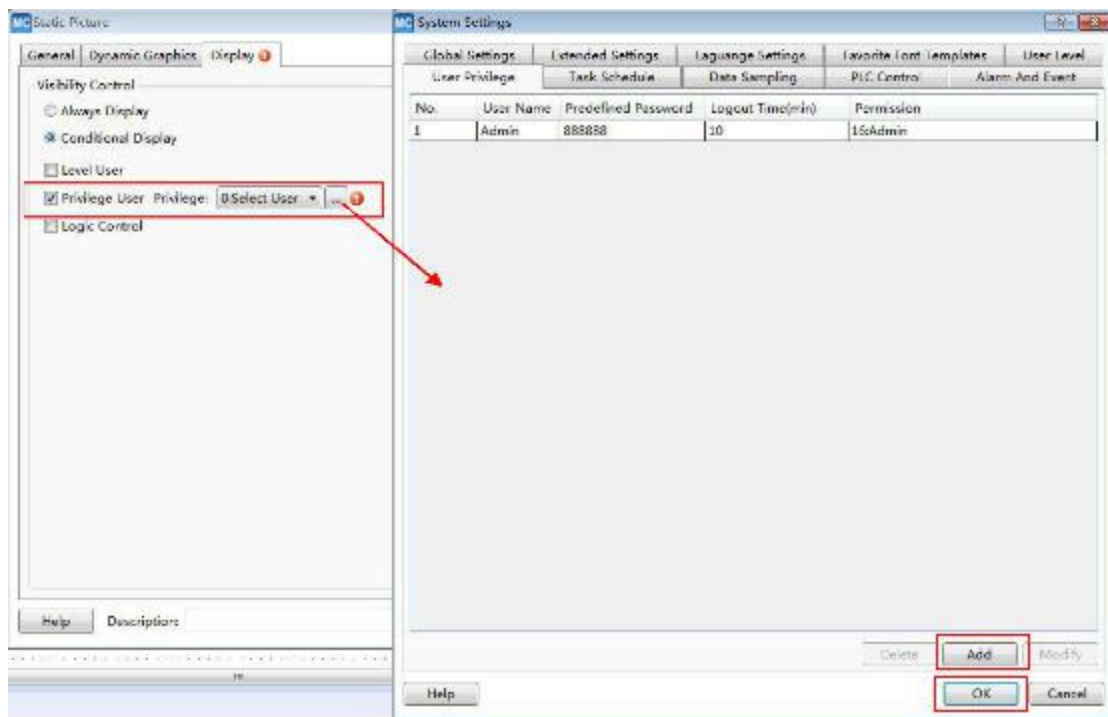 MC Static Picture
General Dynamic Graphics Display
Visibility Control
Always Display
Conditional Display
Level User
Privilege User Privilege: 0:Select User ...
Logic Control
Help Description:
MC System Settings
Global Settings Extended Settings Laguange Settings Favorite Font Templates User Level
User Privilege Task Schedule Data Sampling PLC Control Alarm And Event
No. User Name Predefined Password Logout Time(min) Permission
1 Admin 888888 10 16:Admin
Delete Add Modify
Help OK Cancel